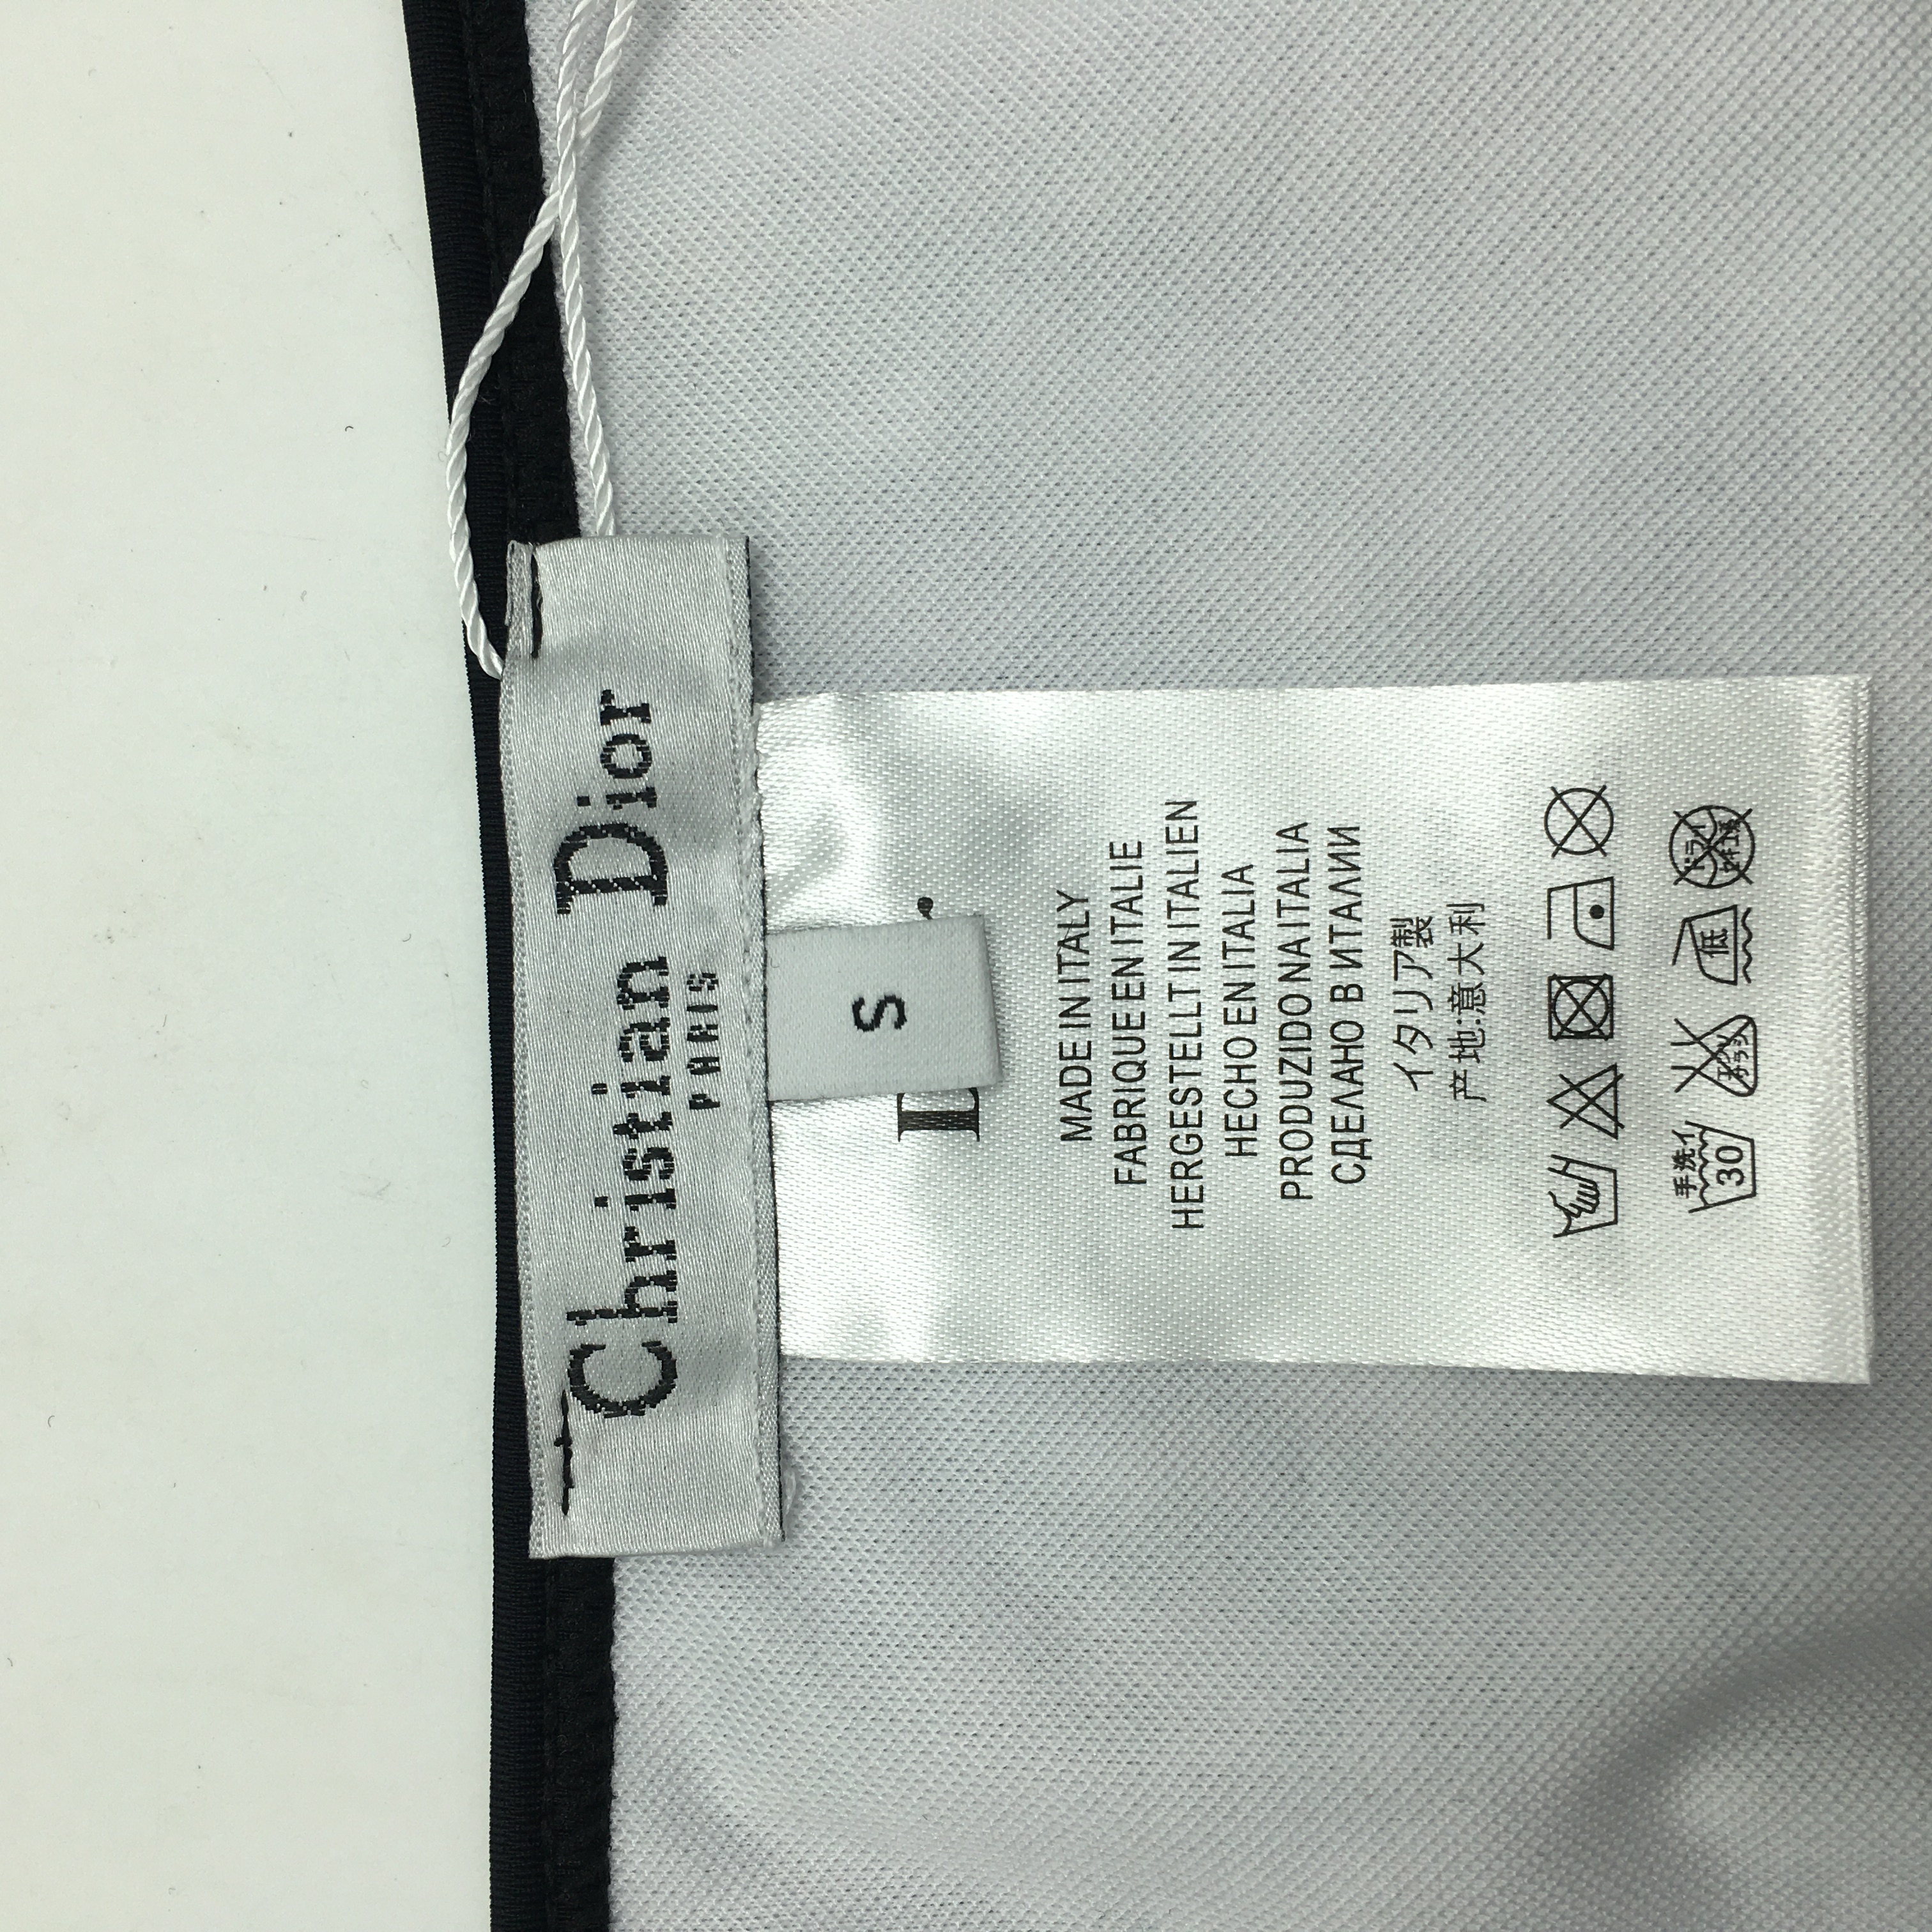 Christian Dior
PARIS
S
MADE IN ITALY
FABRIQUE EN ITALIE
HERGESTELLT IN ITALIEN
HECHO EN ITALIA
PRODUZIDO NA ITALIA
СДЕЛАНО В ИТАЛИИ
イタリア製
产地:意大利
手洗イ
30
低